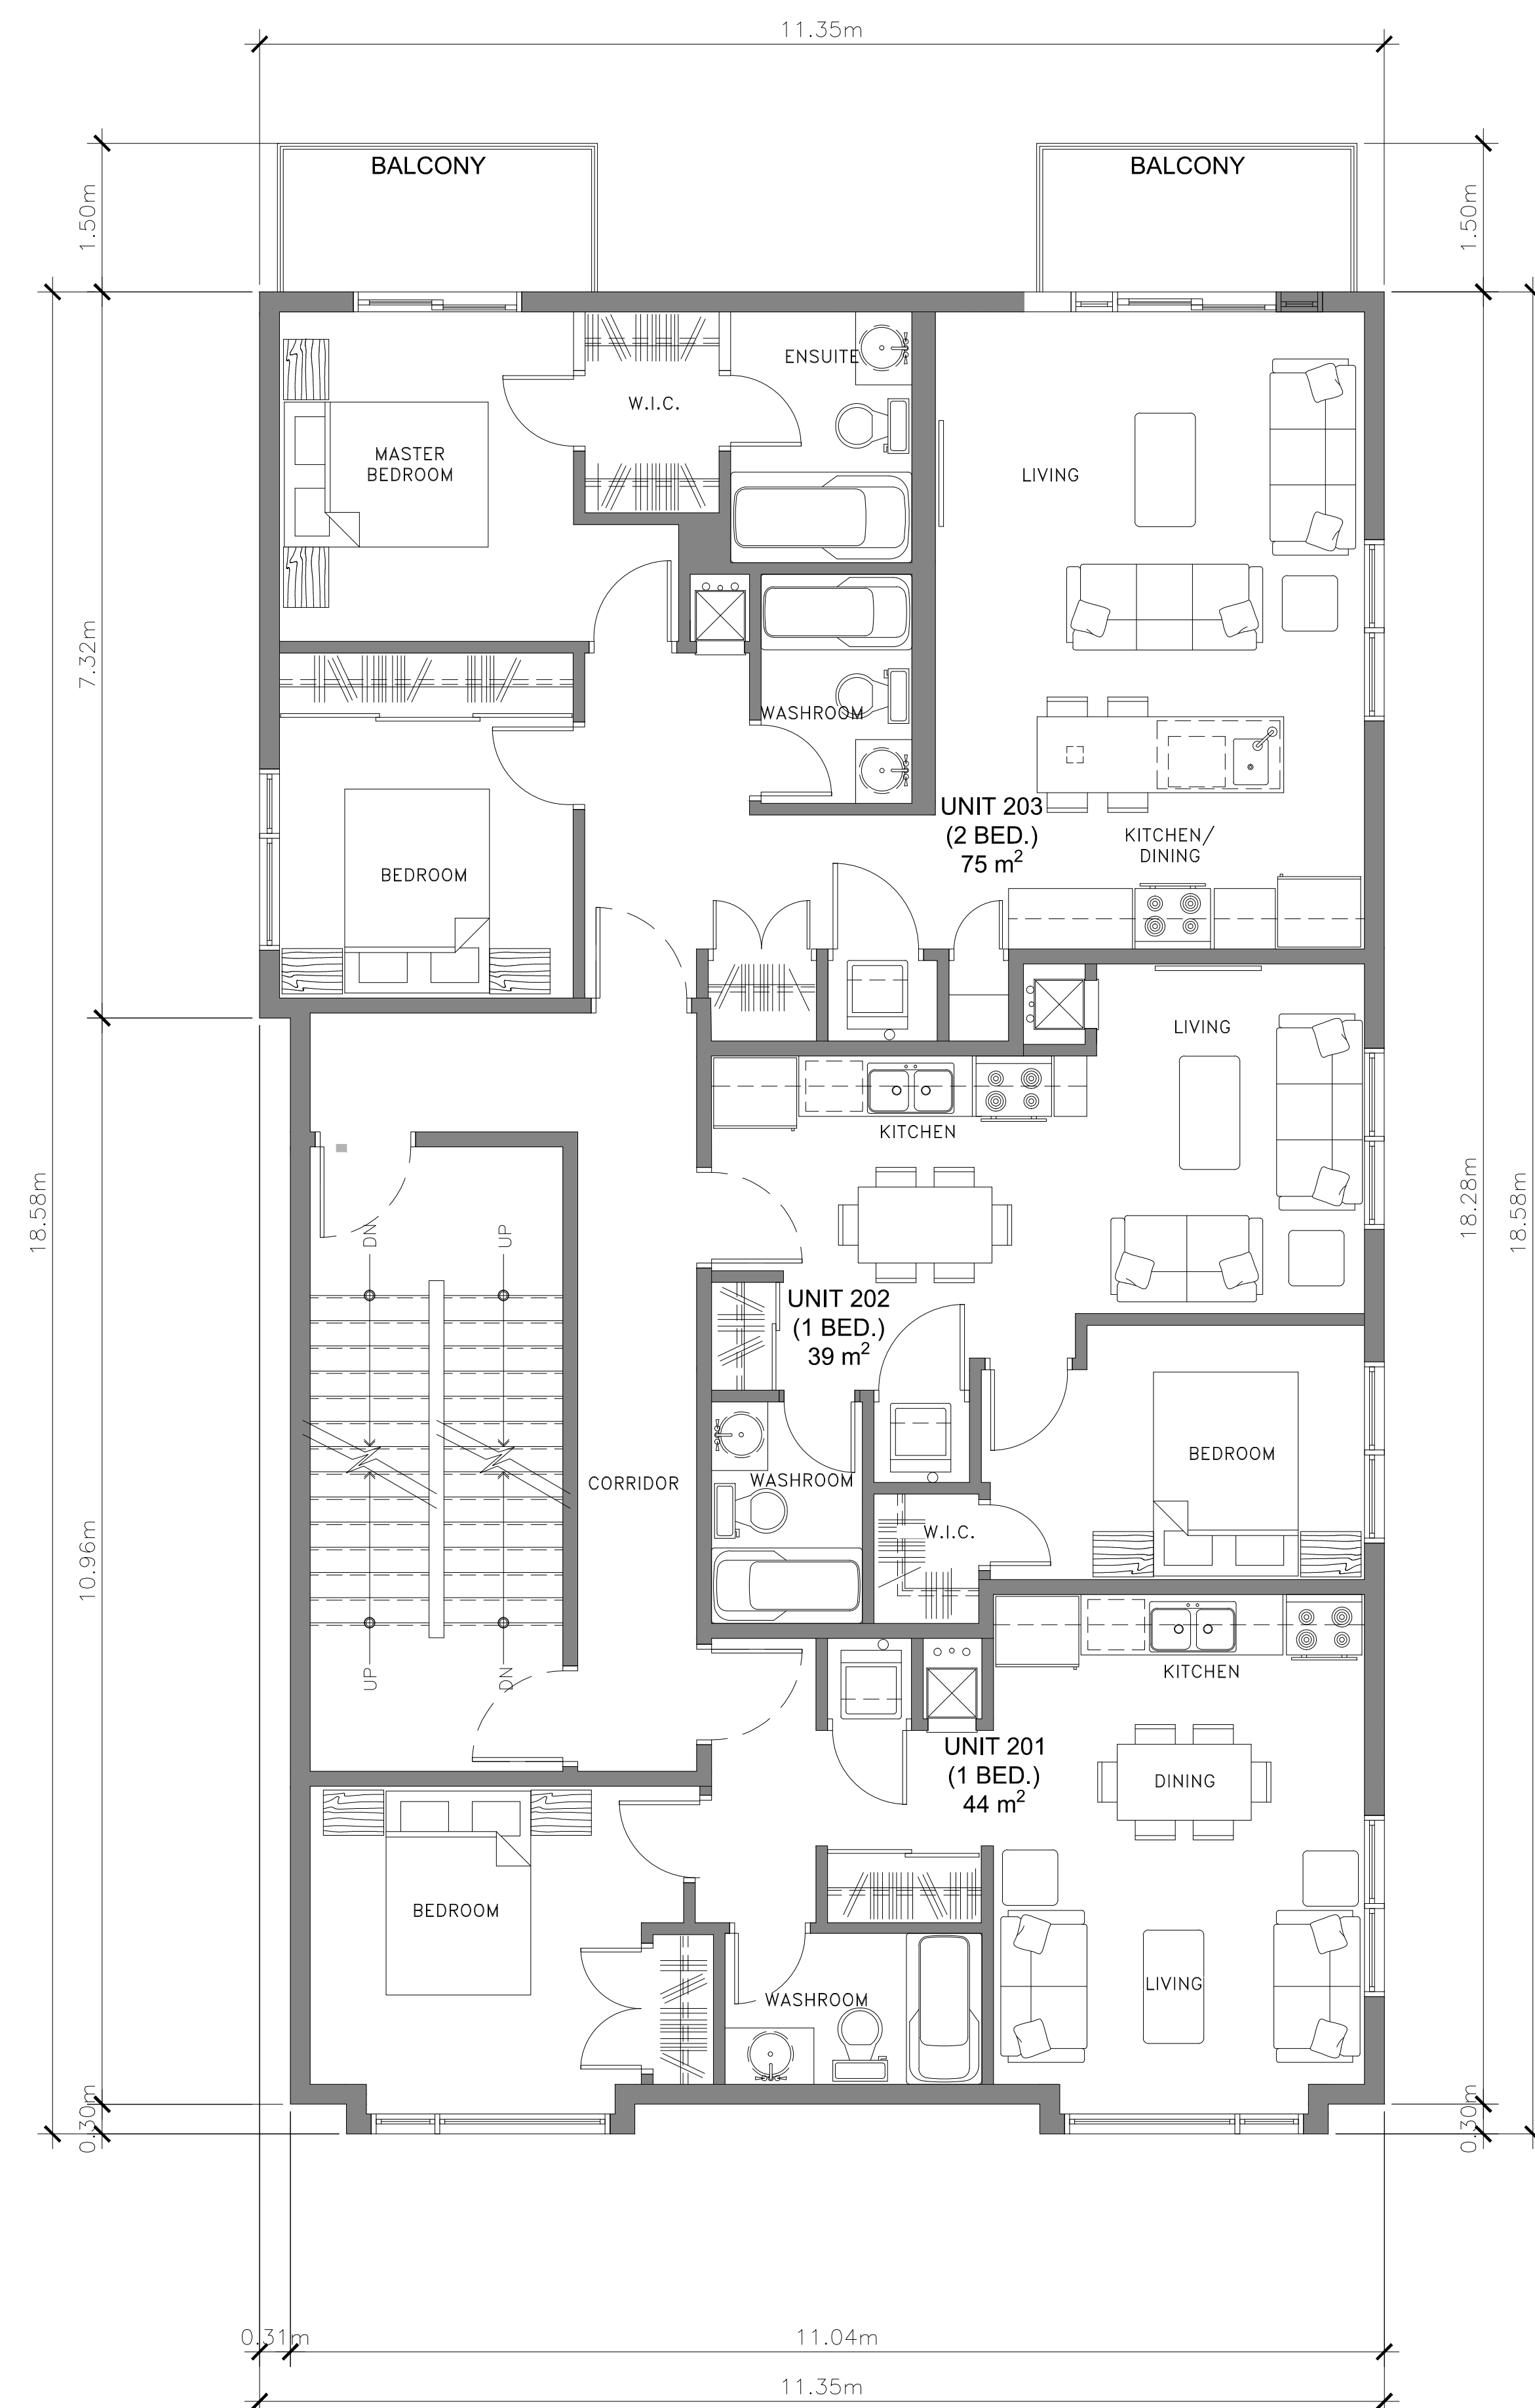 11.35m
BALCONY
BALCONY
1.50m
1.50m
ENSUITE
W.I.C.
MASTER
BEDROOM
LIVING
7.32m
WASHROOM
UNIT 203
(2 BED.)
75 m²
KITCHEN/
DINING
BEDROOM
LIVING
KITCHEN
18.58m
18.28m
18.58m
DN
UP
UNIT 202
(1 BED.)
39 m²
BEDROOM
CORRIDOR
WASHROOM
W.I.C.
10.96m
UP
DN
KITCHEN
UNIT 201
(1 BED.)
44 m²
DINING
BEDROOM
LIVING
WASHROOM
0.30m
0.30m
0.31m
11.04m
11.35m